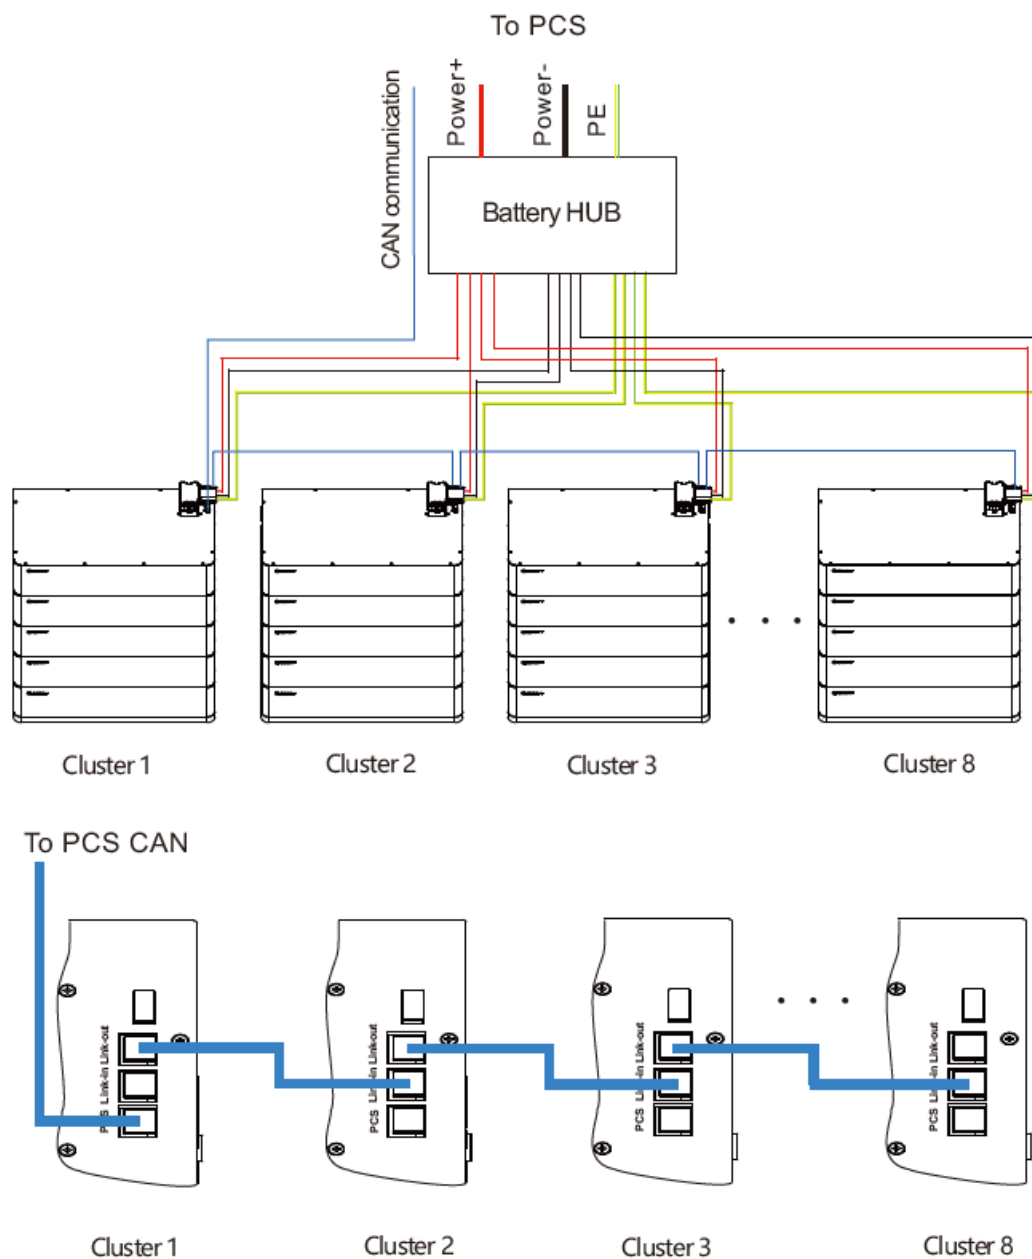 To PCS
CAN communication
Power+
Power-
PE
Battery HUB
Cluster 1
Cluster 2
Cluster 3
Cluster 8
To PCS CAN
PCS Link-in Link-out
PCS Link-in Link-out
PCS Link-in Link-out
PCS Link-in Link-out
Cluster 1
Cluster 2
Cluster 3
Cluster 8